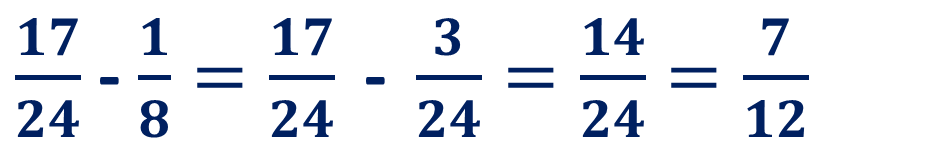 17/24 - 1/8 = 17/24 - 3/24 = 14/24 = 7/12